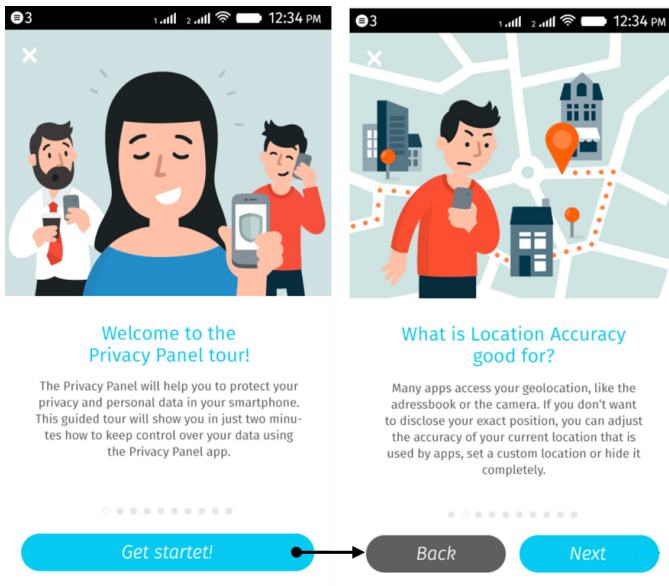 3
1 2 12:34 PM
Welcome to the
Privacy Panel tour!
The Privacy Panel will help you to protect your
privacy and personal data in your smartphone.
This guided tour will show you in just two minu-
tes how to keep control over your data using
the Privacy Panel app.
Get startet!
3
1 2 12:34 PM
What is Location Accuracy
good for?
Many apps access your geolocation, like the
adressbook or the camera. If you don't want
to disclose your exact position, you can adjust
the accuracy of your current location that is
used by apps, set a custom location or hide it
completely.
Back
Next